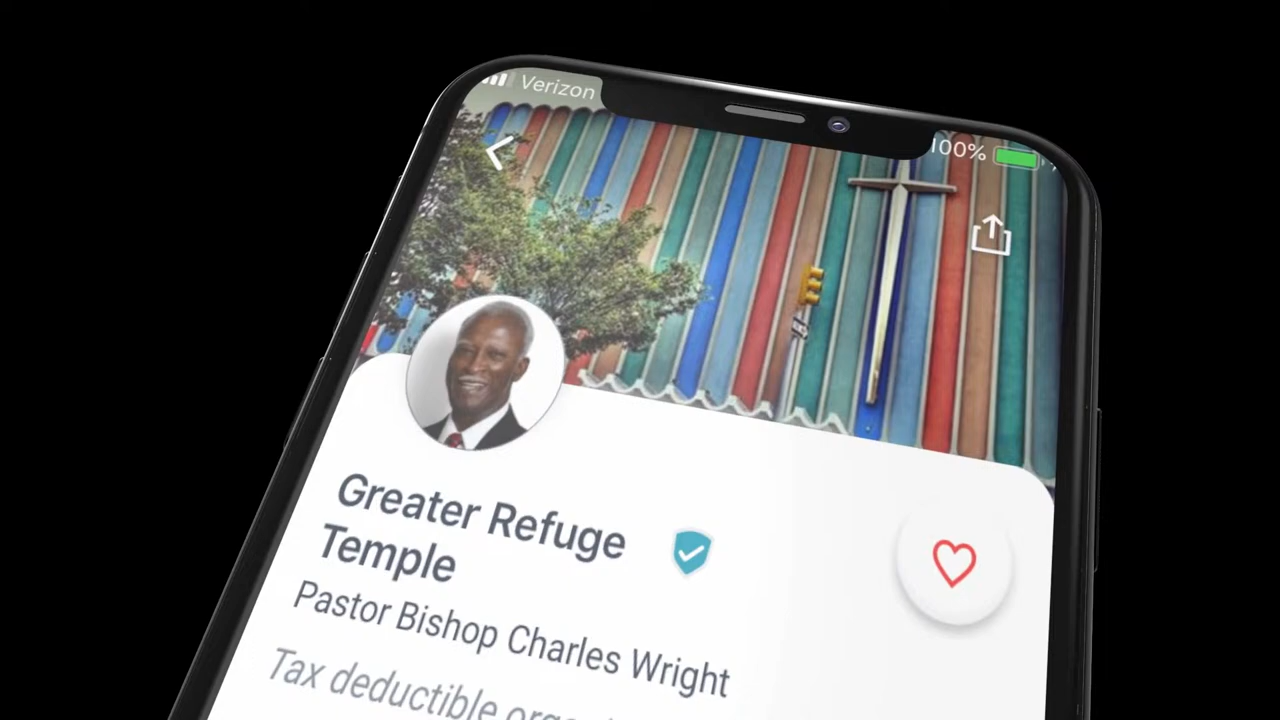 Verizon
100%
Greater Refuge
Temple
Pastor Bishop Charles Wright
Tax deductible